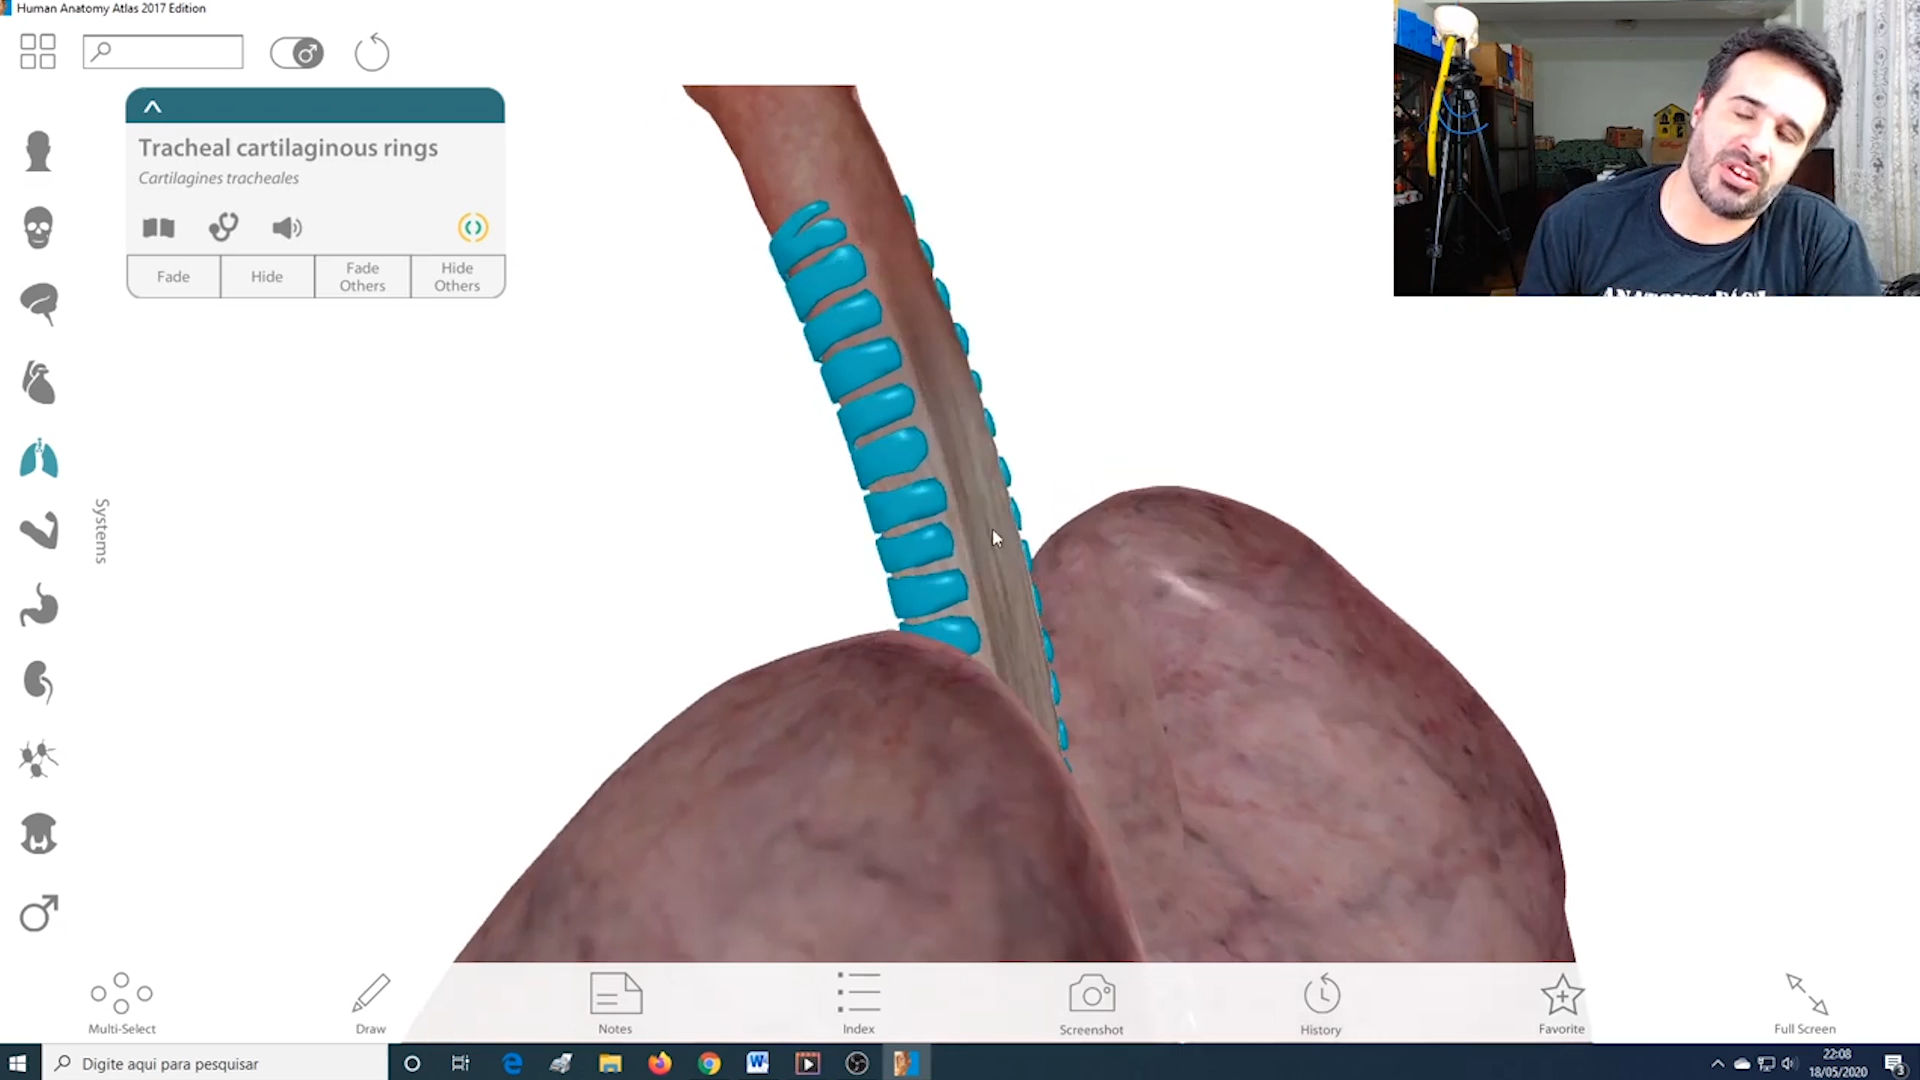 Human Anatomy Atlas 2017 Edition
Tracheal cartilaginous rings
Cartilagines tracheales
Fade
Hide
Fade
Others
Hide
Others
Systems
Multi-Select
Draw
Notes
Index
Screenshot
History
Favorite
Full Screen
Digite aqui para pesquisar
22:08
18/05/2020
3